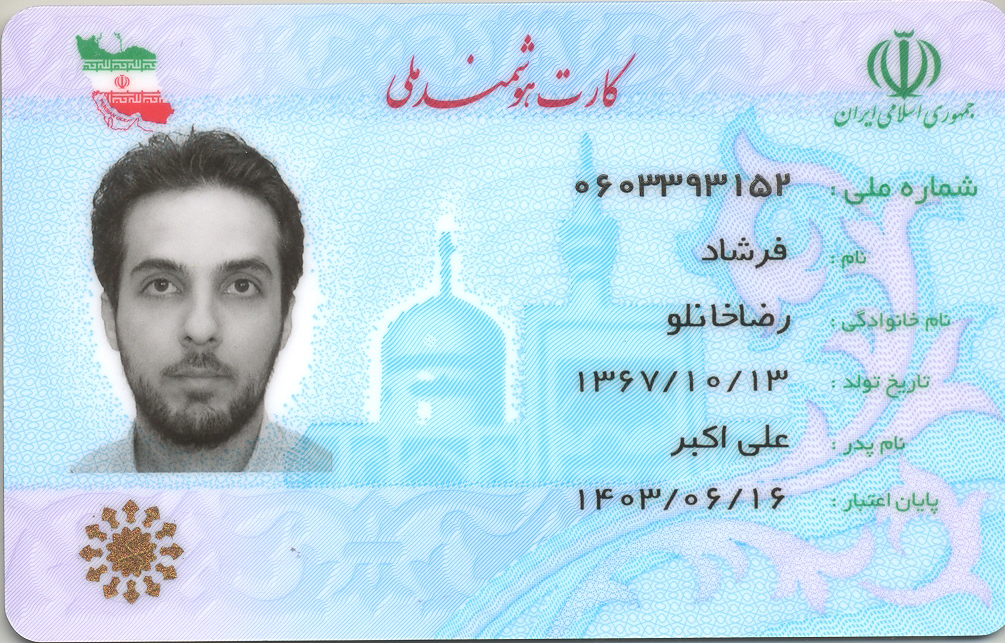 کارت هوشمند ملی
جمهوری اسلامی ایران
شماره ملی : ۰۶۰۳۳۹۳۱۵۲
نام : فرشاد
نام خانوادگی : رضاخانلو
تاریخ تولد : ۱۳۶۷/۱۰/۱۳
نام پدر : علی اکبر
پایان اعتبار : ۱۴۰۳/۰۶/۱۶